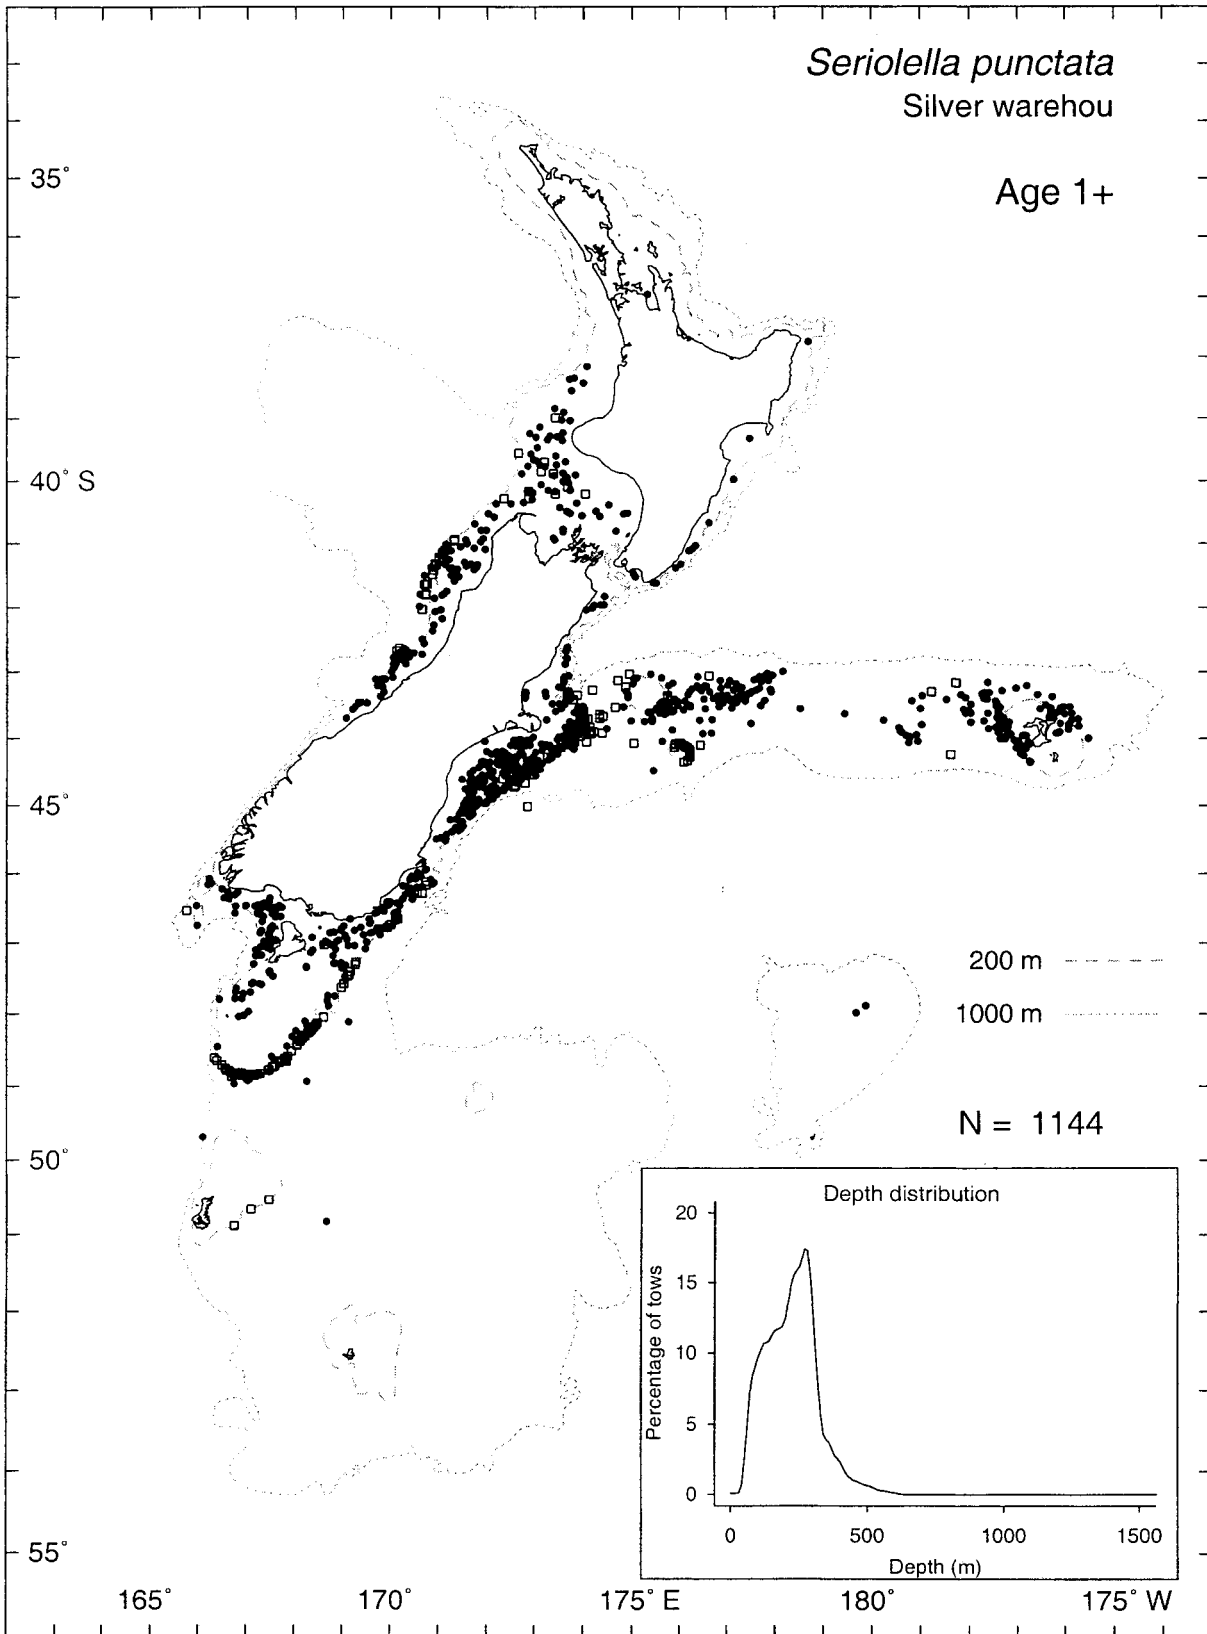 Seriolella punctata
Silver warehou
Age 1+
35°
40° S
45°
50°
55°
200 m
1000 m
N = 1144
Depth distribution
Percentage of tows
20
15
10
5
0
0 500 1000 1500
Depth (m)
165° 170° 175° E 180° 175° W